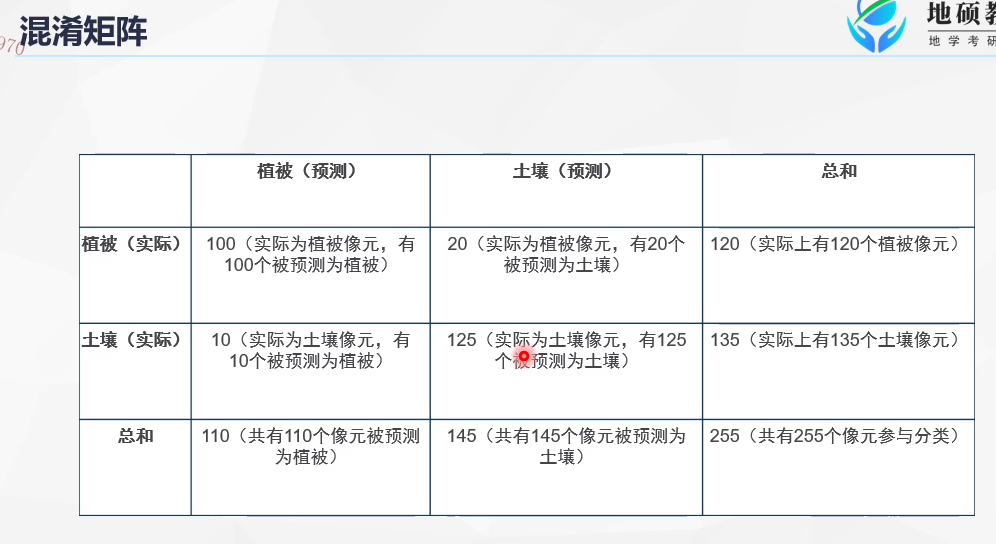 混淆矩阵
970
地硕教
地学考研
植被（预测）
土壤（预测）
总和
植被（实际）
100（实际为植被像元，有
100个被预测为植被）
20（实际为植被像元，有20个
被预测为土壤）
120（实际上有120个植被像元）
土壤（实际）
10（实际为土壤像元，有
10个被预测为植被）
125（实际为土壤像元，有125
个被预测为土壤）
135（实际上有135个土壤像元）
总和
110（共有110个像元被预测
为植被）
145（共有145个像元被预测为
土壤）
255（共有255个像元参与分类）